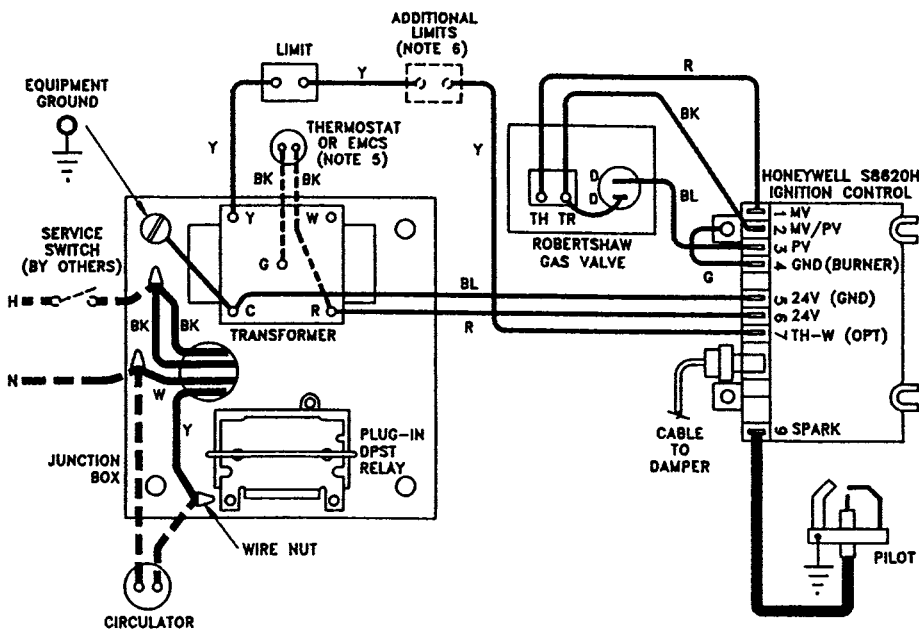 ADDITIONAL
LIMITS
(NOTE 6)
LIMIT
Y
R
EQUIPMENT
GROUND
THERMOSTAT
OR EMCS
(NOTE 5)
BK
Y
Y
BK
BK
D
D
BL
HONEYWELL S8620H
IGNITION CONTROL
TH
TR
1 MV
2 MV/PV
3 PV
4 GND (BURNER)
Y
W
G
ROBERTSHAW
GAS VALVE
G
SERVICE
SWITCH
(BY OTHERS)
H
BK
BK
C
R
BL
5 24V (GND)
6 24V
7 TH-W (OPT)
TRANSFORMER
R
N
W
Y
PLUG-IN
DPST
RELAY
CABLE
TO
DAMPER
9 SPARK
JUNCTION
BOX
WIRE NUT
PILOT
CIRCULATOR